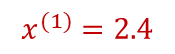 x⁽¹⁾ = 2.4